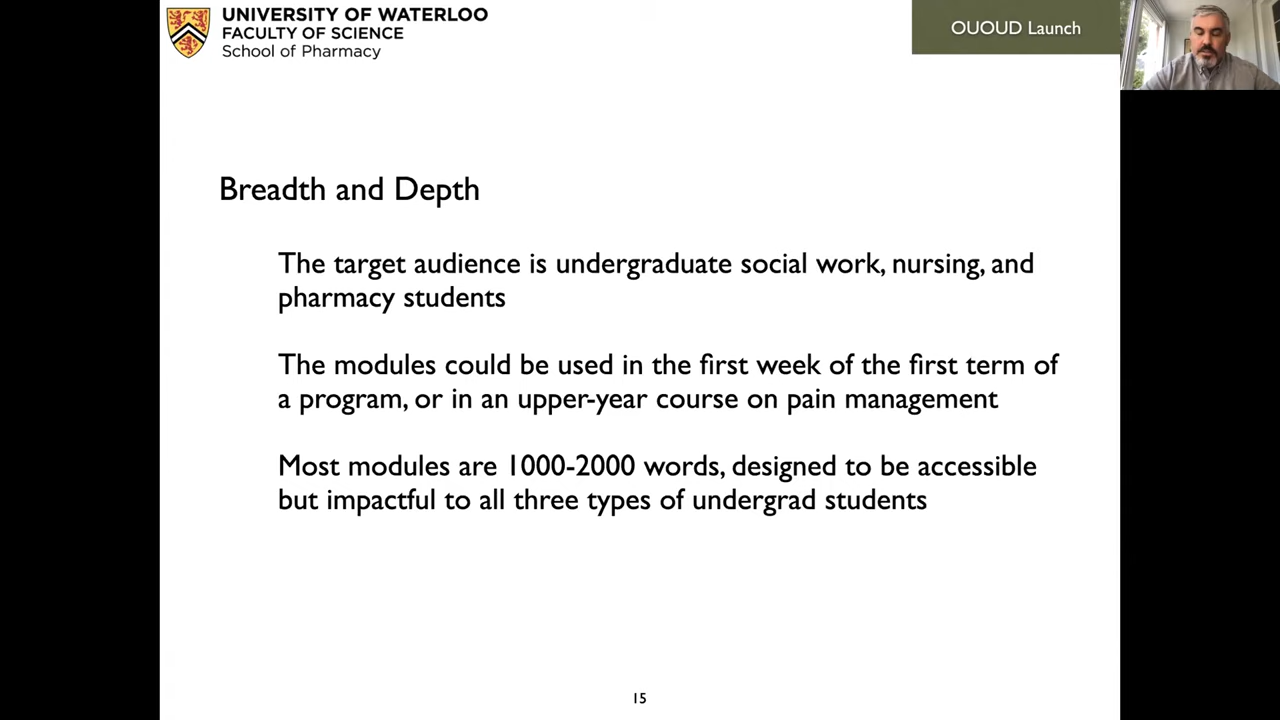 UNIVERSITY OF WATERLOO
FACULTY OF SCIENCE
School of Pharmacy
OUOUD Launch
Breadth and Depth
The target audience is undergraduate social work, nursing, and
pharmacy students
The modules could be used in the first week of the first term of
a program, or in an upper-year course on pain management
Most modules are 1000-2000 words, designed to be accessible
but impactful to all three types of undergrad students
15